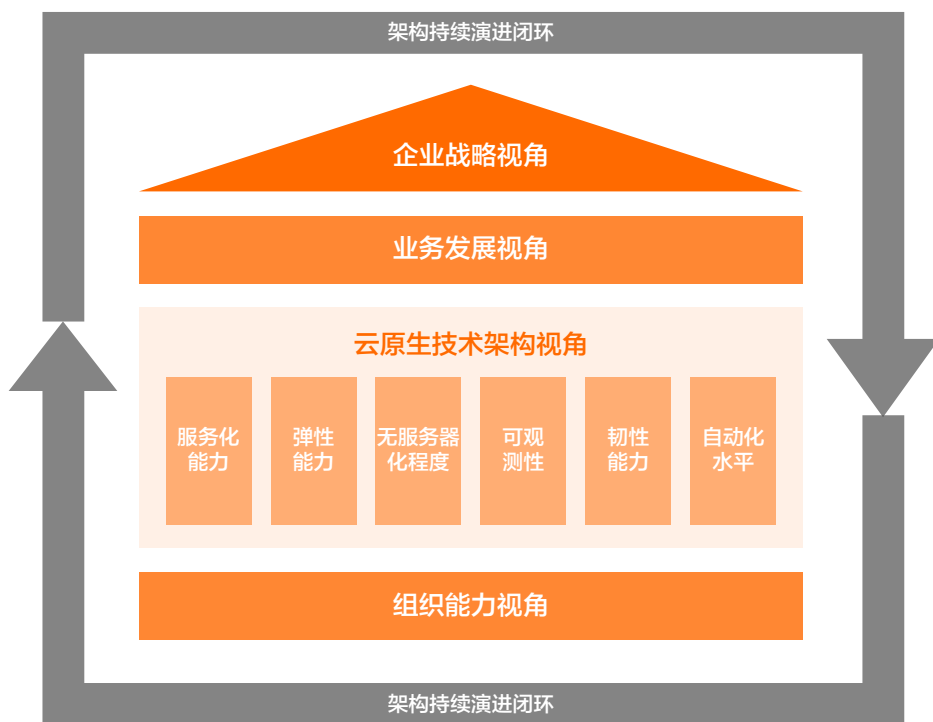 架构持续演进闭环
企业战略视角
业务发展视角
云原生技术架构视角
服务化
能力
弹性
能力
无服务器
化程度
可观
测性
韧性
能力
自动化
水平
组织能力视角
架构持续演进闭环